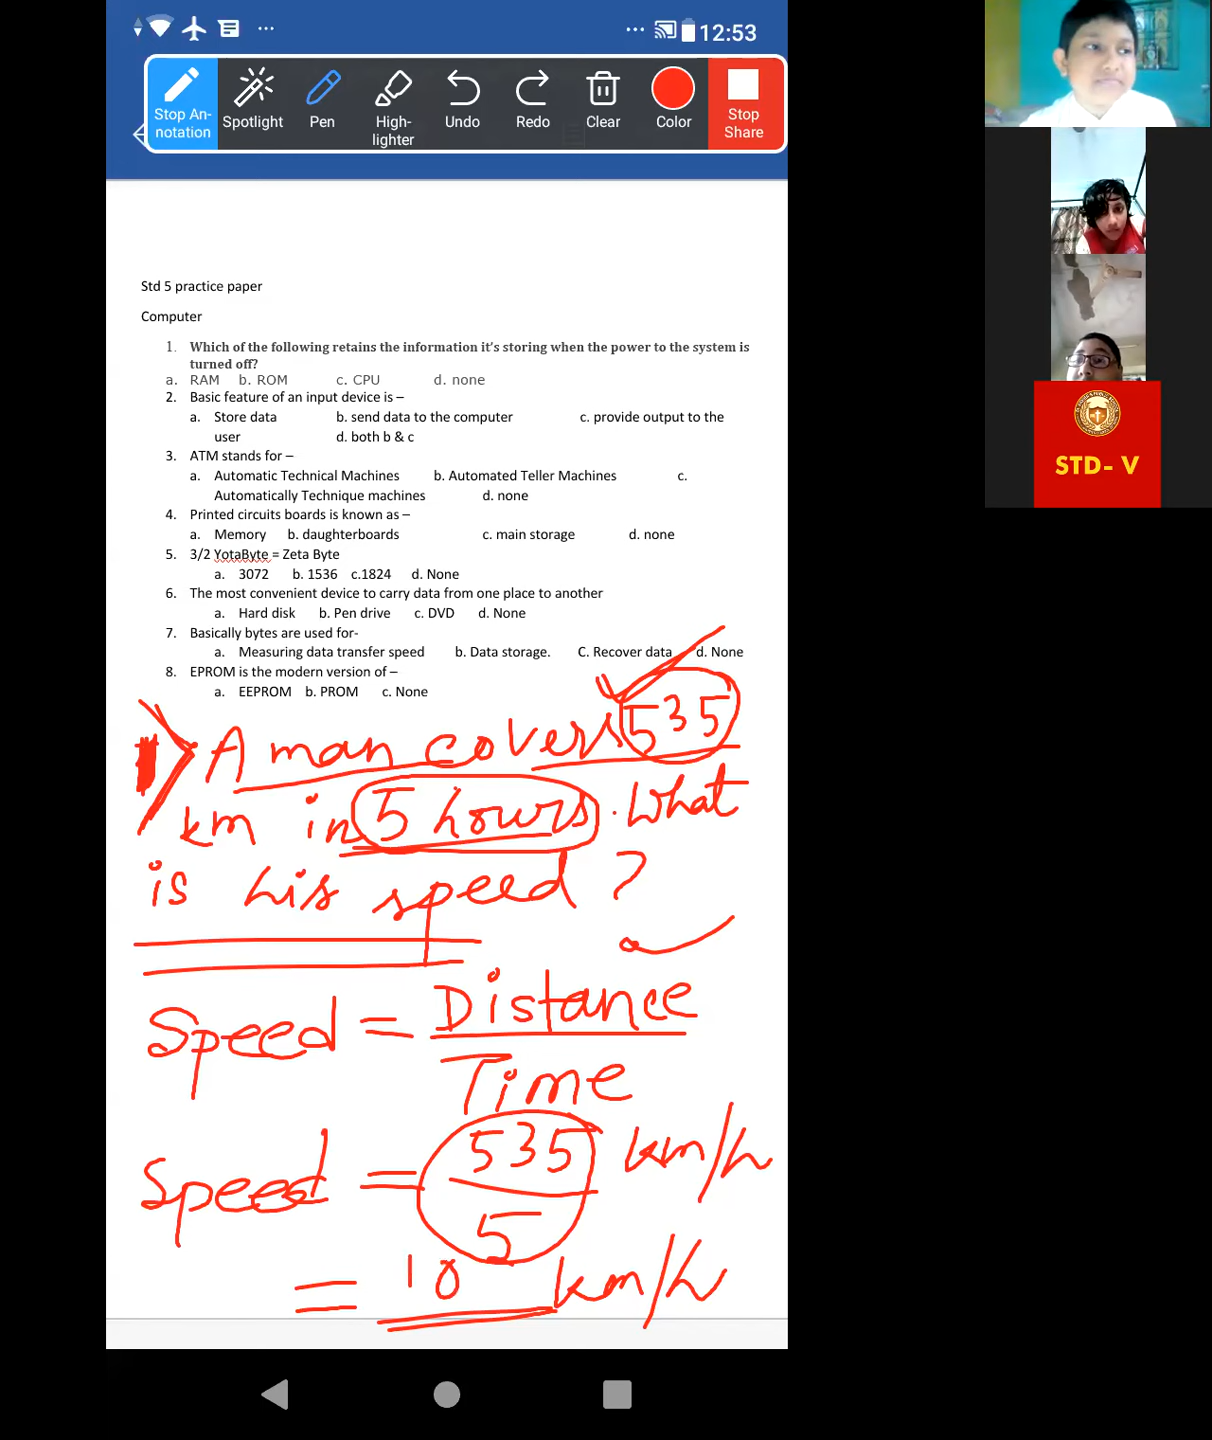 12:53
Stop An-
notation
Spotlight
Pen
High-
lighter
Undo
Redo
Clear
Color
Stop
Share
Std 5 practice paper
Computer
1. Which of the following retains the information it's storing when the power to the system is
turned off?
a. RAM b. ROM c. CPU d. none
2. Basic feature of an input device is –
a. Store data b. send data to the computer c. provide output to the
user d. both b & c
3. ATM stands for –
a. Automatic Technical Machines b. Automated Teller Machines c.
Automatically Technique machines d. none
4. Printed circuits boards is known as –
a. Memory b. daughterboards c. main storage d. none
5. 3/2 YotaByte = Zeta Byte
a. 3072 b. 1536 c.1824 d. None
6. The most convenient device to carry data from one place to another
a. Hard disk b. Pen drive c. DVD d. None
7. Basically bytes are used for-
a. Measuring data transfer speed b. Data storage. C. Recover data d. None
8. EPROM is the modern version of –
a. EEPROM b. PROM c. None
1) A man covers 535
km in 5 hours. What
is his speed ?
Speed = Distance
Time
Speed = 535 km/h
5
= 10 km/h
STD- V